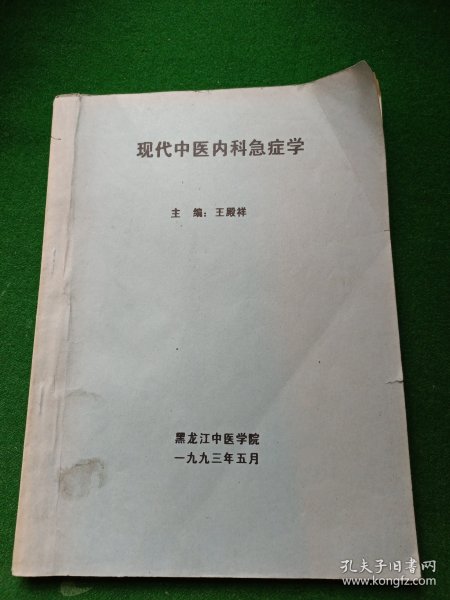 现代中医内科急症学
主 编：王殿祥
黑龙江中医学院
一九九三年五月
孔夫子旧书网
www.kongfz.com